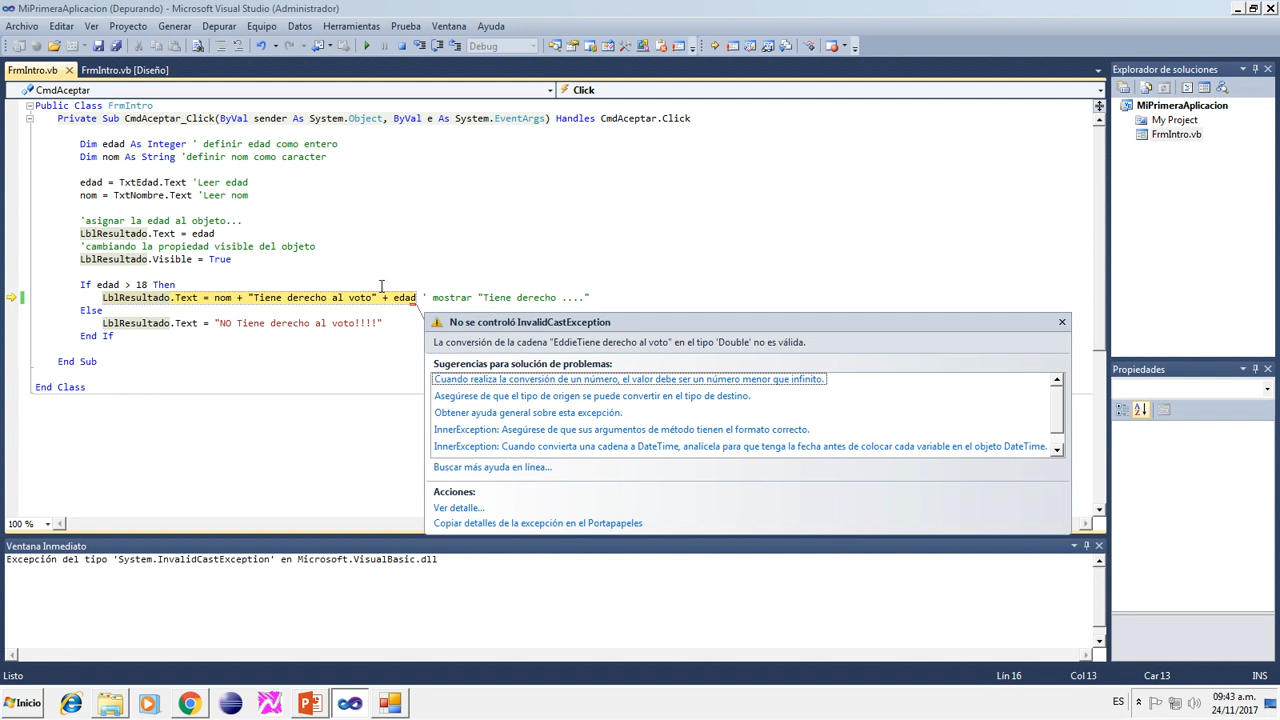 MiPrimeraAplicacion (Depurando) - Microsoft Visual Studio (Administrador)
Archivo Editar Ver Proyecto Generar Depurar Equipo Datos Herramientas Arquitectura Prueba Ventana Ayuda
Debug
FrmIntro.vb FrmIntro.vb [Diseño]
CmdAceptar Click
Public Class FrmIntro
Private Sub CmdAceptar_Click(ByVal sender As System.Object, ByVal e As System.EventArgs) Handles CmdAceptar.Click
Dim edad As Integer ' definir edad como entero
Dim nom As String 'definir nom como caracter
edad = TxtEdad.Text 'Leer edad
nom = TxtNombre.Text 'Leer nom
'asignar la edad al objeto...
LblResultado.Text = edad
'cambiando la propiedad visible del objeto
LblResultado.Visible = True
If edad > 18 Then
LblResultado.Text = nom + "Tiene derecho al voto" + edad ' mostrar "Tiene derecho ...."
Else
LblResultado.Text = "NO Tiene derecho al voto!!!!"
End If
End Sub
End Class
No se controló InvalidCastException
La conversión de la cadena "EddieTiene derecho al voto" en el tipo 'Double' no es válida.
Sugerencias para solución de problemas:
Cuando realiza la conversión de un número, el valor debe ser un número menor que infinito.
Asegúrese de que el tipo de origen se puede convertir en el tipo de destino.
Obtener ayuda general sobre esta excepción.
InnerException: Asegúrese de que sus argumentos de método tienen el formato correcto.
InnerException: Cuando convierta una cadena a DateTime, analícela para que tenga la fecha antes de colocar cada variable en el objeto DateTime.
Buscar más ayuda en línea...
Acciones:
Ver detalle...
Copiar detalles de la excepción en el Portapapeles
100 %
Ventana Inmediato
Excepción del tipo 'System.InvalidCastException' en Microsoft.VisualBasic.dll
Explorador de soluciones
MiPrimeraAplicacion
My Project
FrmIntro.vb
Propiedades
Listo Lín 16 Col 13 Car 13 INS
Inicio ES 09:43 a.m.
24/11/2017